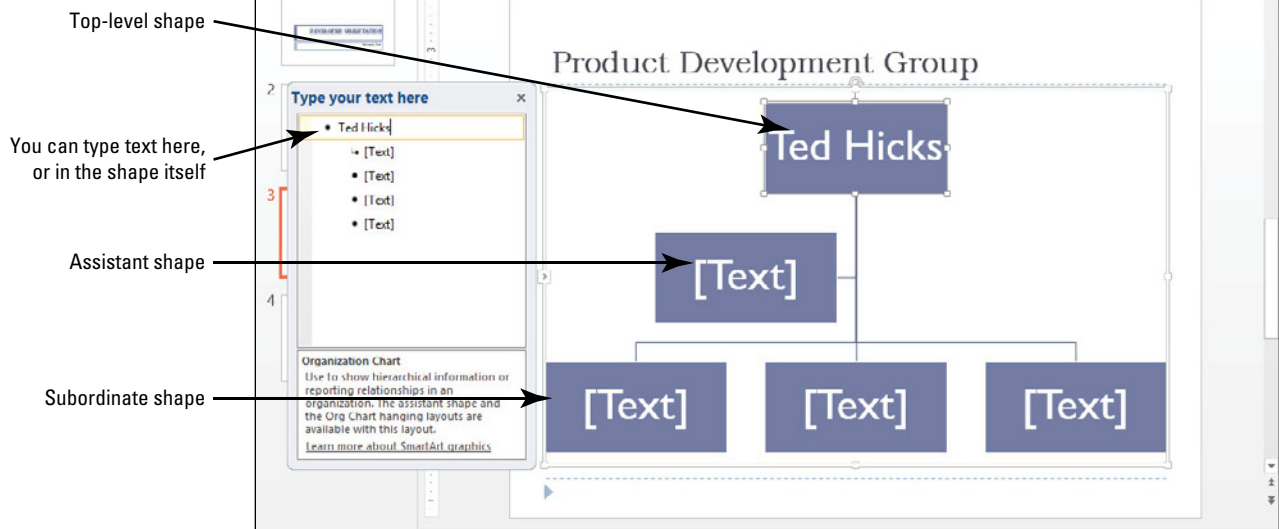 Top-level shape
You can type text here,
or in the shape itself
Assistant shape
Subordinate shape
2
3
4
3
Type your text here
×
Ted Hicks
[Text]
[Text]
[Text]
[Text]
Organization Chart
Use to show hierarchical information or
reporting relationships in an
organization. The assistant shape and
the Org Chart hanging layouts are
available with this layout.
Learn more about SmartArt graphics
Product Development Group
Ted Hicks
[Text]
[Text]
[Text]
[Text]